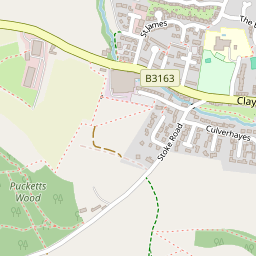 St James
The B
B3163
Clay
Culverhayes
Stoke Road
Pucketts
Wood